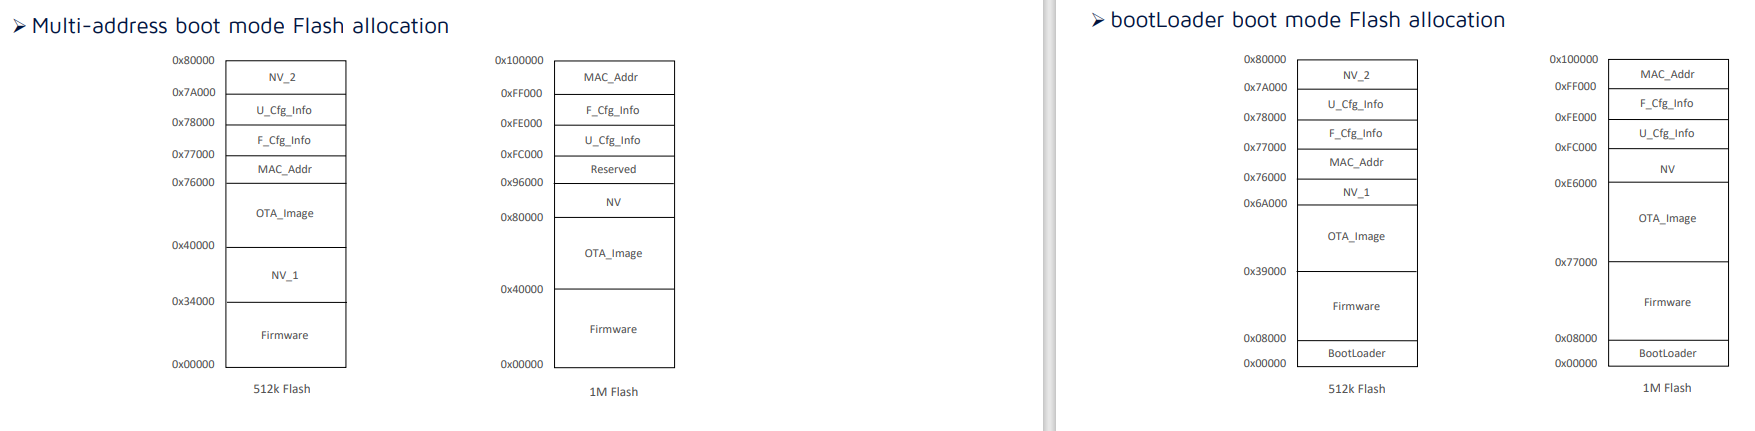 ➢ Multi-address boot mode Flash allocation
0x80000
NV_2
0x7A000
U_Cfg_Info
0x78000
F_Cfg_Info
0x77000
MAC_Addr
0x76000
OTA_Image
0x40000
NV_1
0x34000
Firmware
0x00000
512k Flash
0x100000
MAC_Addr
0xFF000
F_Cfg_Info
0xFE000
U_Cfg_Info
0xFC000
Reserved
0x96000
NV
0x80000
OTA_Image
0x40000
Firmware
0x00000
1M Flash
➢ bootLoader boot mode Flash allocation
0x80000
NV_2
0x7A000
U_Cfg_Info
0x78000
F_Cfg_Info
0x77000
MAC_Addr
0x76000
NV_1
0x6A000
OTA_Image
0x39000
Firmware
0x08000
BootLoader
0x00000
512k Flash
0x100000
MAC_Addr
0xFF000
F_Cfg_Info
0xFE000
U_Cfg_Info
0xFC000
NV
0xE6000
OTA_Image
0x77000
Firmware
0x08000
BootLoader
0x00000
1M Flash